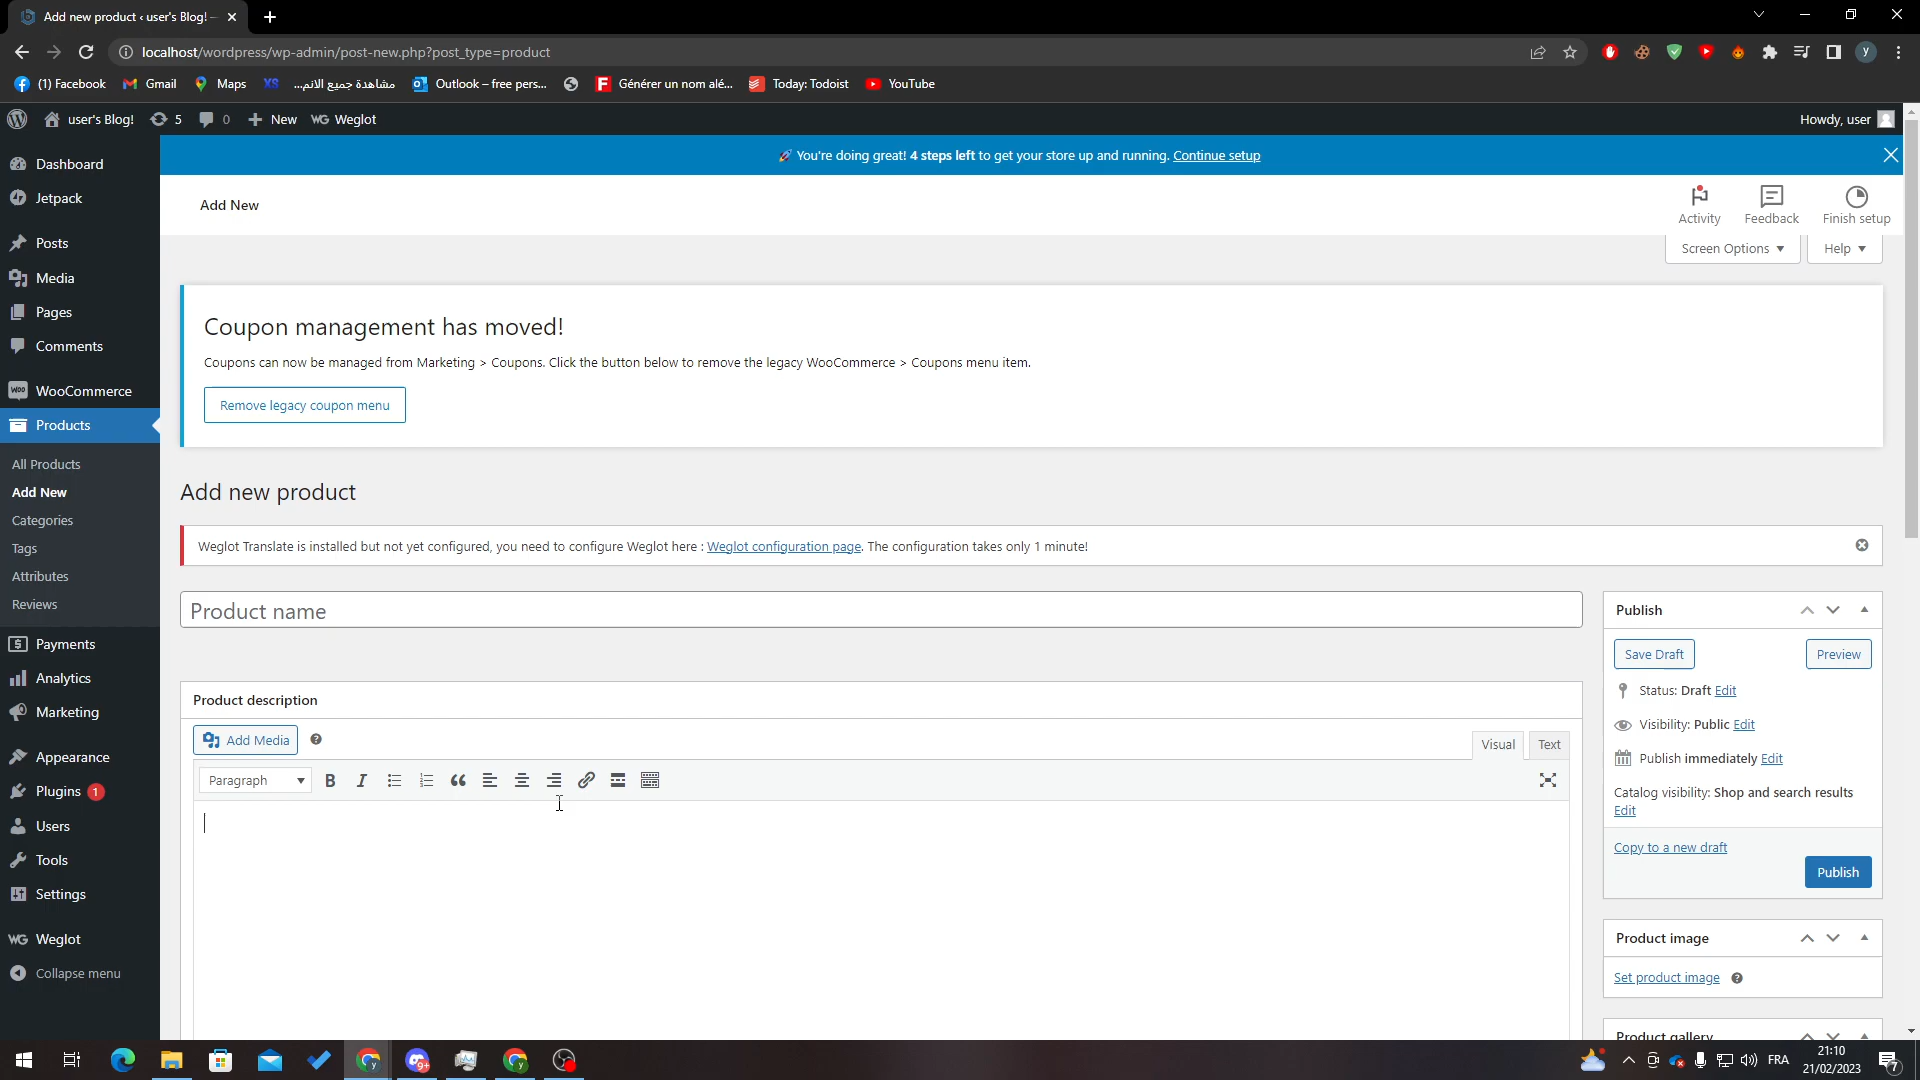 Add new product ‹ user's Blog! –
localhost/wordpress/wp-admin/post-new.php?post_type=product
y
(1) Facebook
Gmail
Maps
XS
مشاهدة جميع الانم...
Outlook – free pers...
Générer un nom alé...
Today: Todoist
YouTube
user's Blog!
5
0
New
WG Weglot
Howdy, user
🚀 You're doing great! 4 steps left to get your store up and running. Continue setup
Add New
Activity
Feedback
Finish setup
Screen Options
Help
Dashboard
Jetpack
Posts
Media
Pages
Comments
WooCommerce
Products
All Products
Add New
Categories
Tags
Attributes
Reviews
Payments
Analytics
Marketing
Appearance
Plugins 1
Users
Tools
Settings
WG Weglot
Collapse menu
Coupon management has moved!
Coupons can now be managed from Marketing > Coupons. Click the button below to remove the legacy WooCommerce > Coupons menu item.
Remove legacy coupon menu
Add new product
Weglot Translate is installed but not yet configured, you need to configure Weglot here : Weglot configuration page. The configuration takes only 1 minute!
Product name
Product description
Add Media
Visual
Text
Paragraph
B
I
Publish
Save Draft
Preview
Status: Draft Edit
Visibility: Public Edit
Publish immediately Edit
Catalog visibility: Shop and search results
Edit
Copy to a new draft
Publish
Product image
Set product image
Product gallery
9+
FRA
21:10
21/02/2023
7